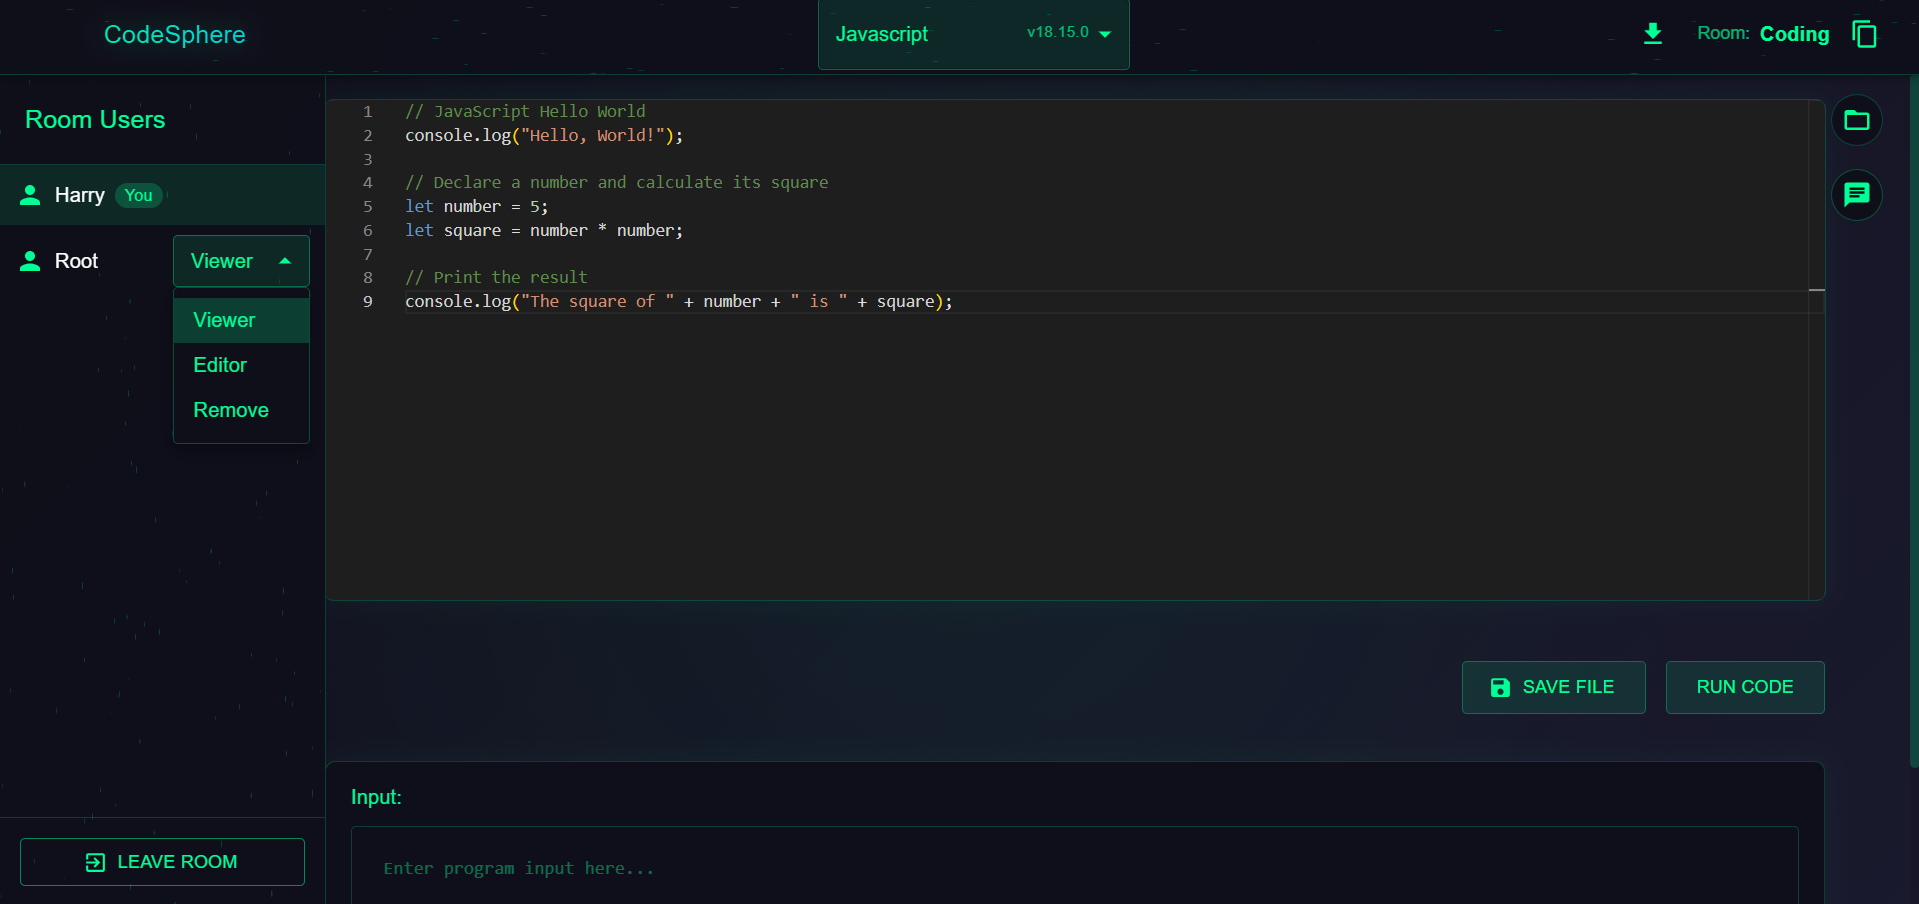 CodeSphere
Javascript v18.15.0
Room: Coding
Room Users
Harry You
Root Viewer
Viewer
Editor
Remove
LEAVE ROOM
1 // JavaScript Hello World
2 console.log("Hello, World!");
3
4 // Declare a number and calculate its square
5 let number = 5;
6 let square = number * number;
7
8 // Print the result
9 console.log("The square of " + number + " is " + square);
SAVE FILE RUN CODE
Input:
Enter program input here...